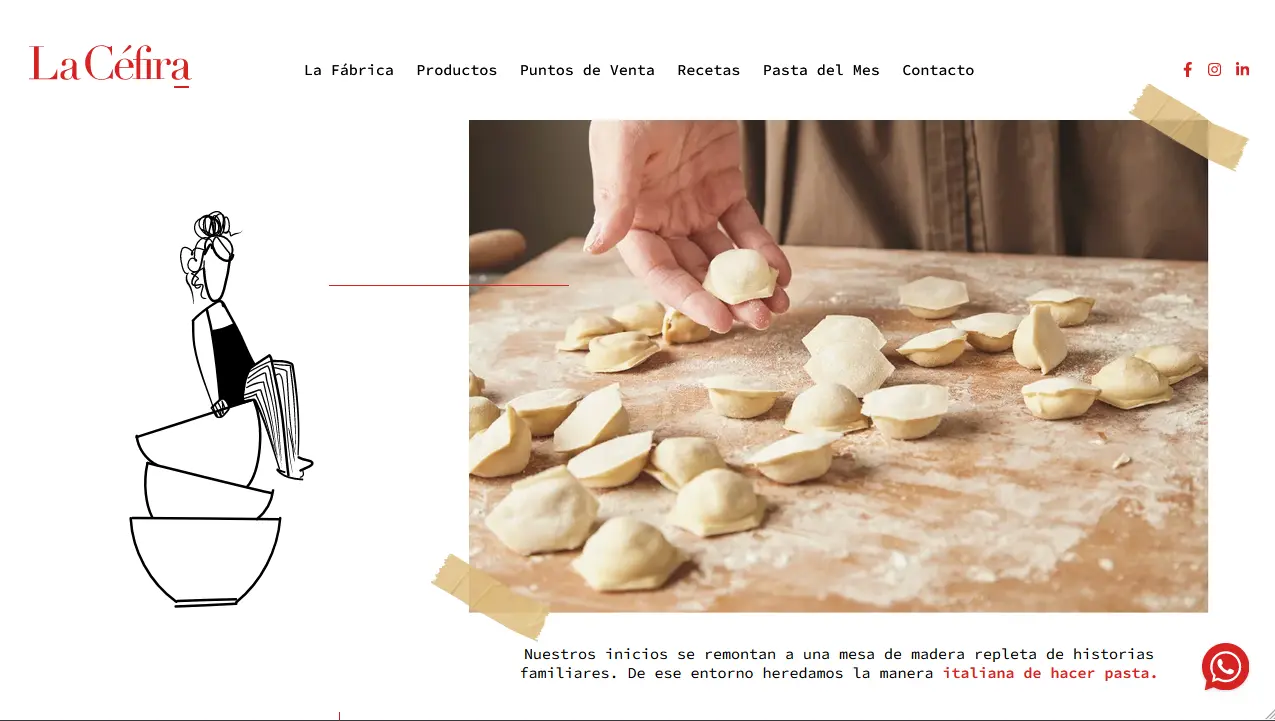 La Céfira
La Fábrica Productos Puntos de Venta Recetas Pasta del Mes Contacto
Nuestros inicios se remontan a una mesa de madera repleta de historias
familiares. De ese entorno heredamos la manera italiana de hacer pasta.